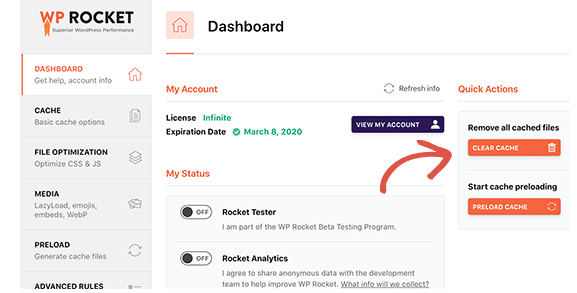 WP ROCKET
Superior WordPress Performance
DASHBOARD
Get help, account info
CACHE
Basic cache options
FILE OPTIMIZATION
Optimize CSS & JS
MEDIA
LazyLoad, emojis,
embeds, WebP
PRELOAD
Generate cache files
ADVANCED RULES
Dashboard
My Account
Refresh info
License Infinite
Expiration Date March 8, 2020
VIEW MY ACCOUNT
My Status
OFF
Rocket Tester
I am part of the WP Rocket Beta Testing Program.
OFF
Rocket Analytics
I agree to share anonymous data with the development
team to help improve WP Rocket. What info will we collect?
Quick Actions
Remove all cached files
CLEAR CACHE
Start cache preloading
PRELOAD CACHE